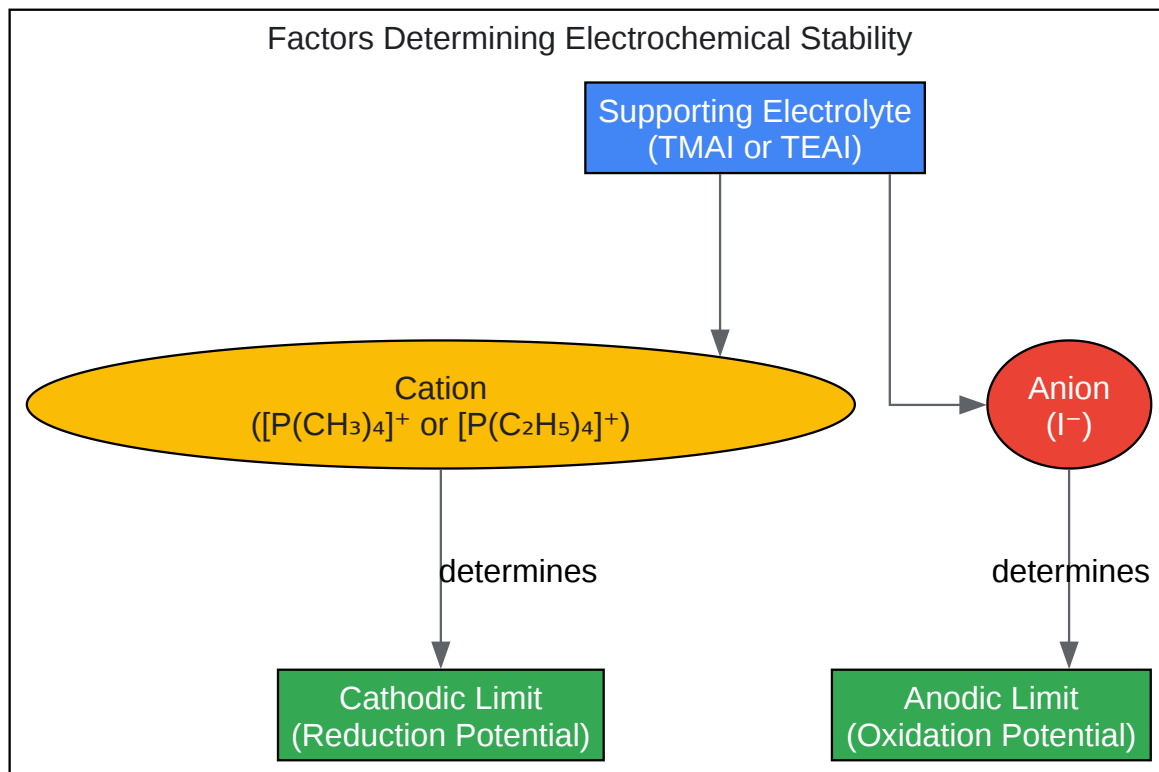 Factors Determining Electrochemical Stability
Supporting Electrolyte
(TMAI or TEAI)
Cation
([P(CH₃)₄]⁺ or [P(C₂H₅)₄]⁺)
Anion
(I⁻)
determines
determines
Cathodic Limit
(Reduction Potential)
Anodic Limit
(Oxidation Potential)